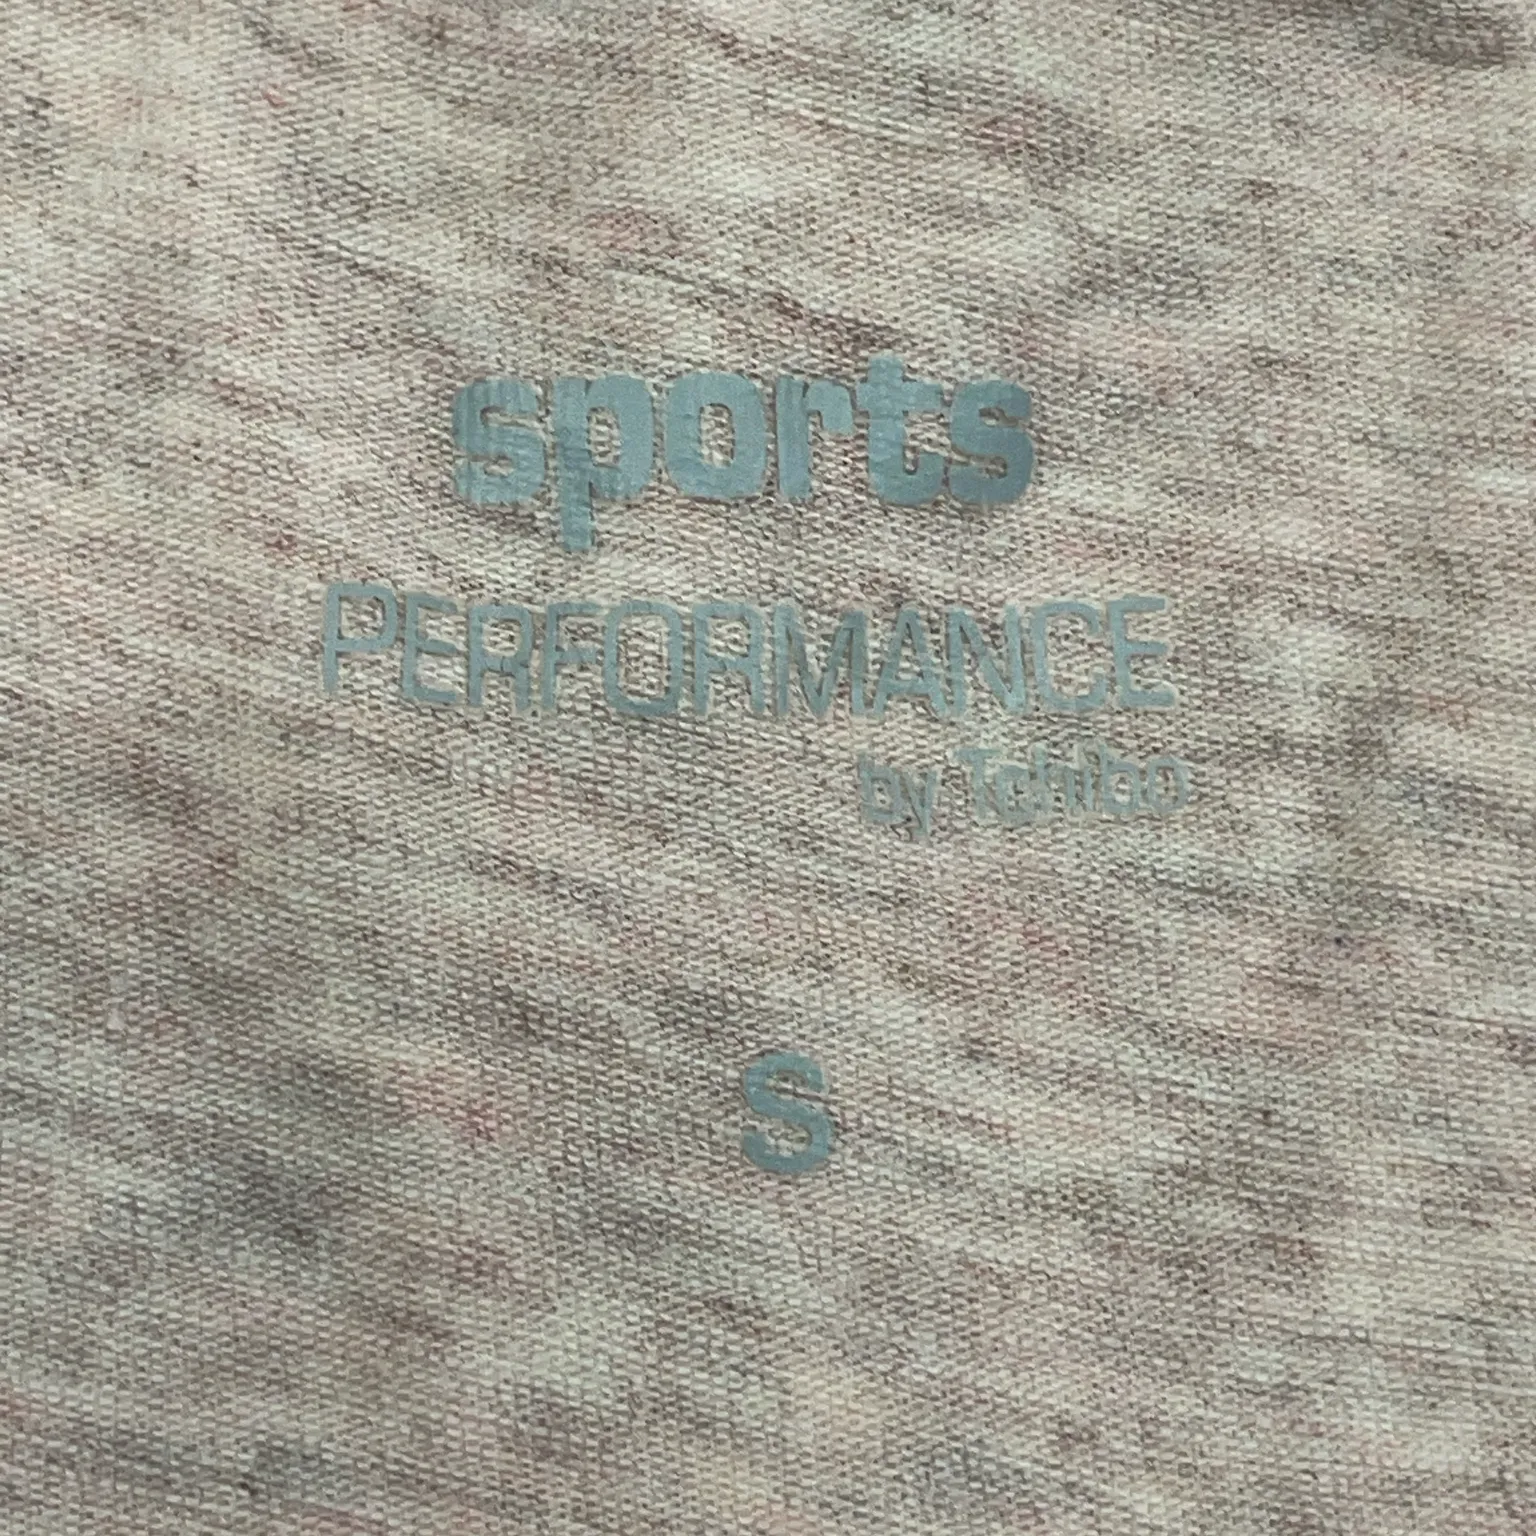 sports
PERFORMANCE
by Tchibo
S